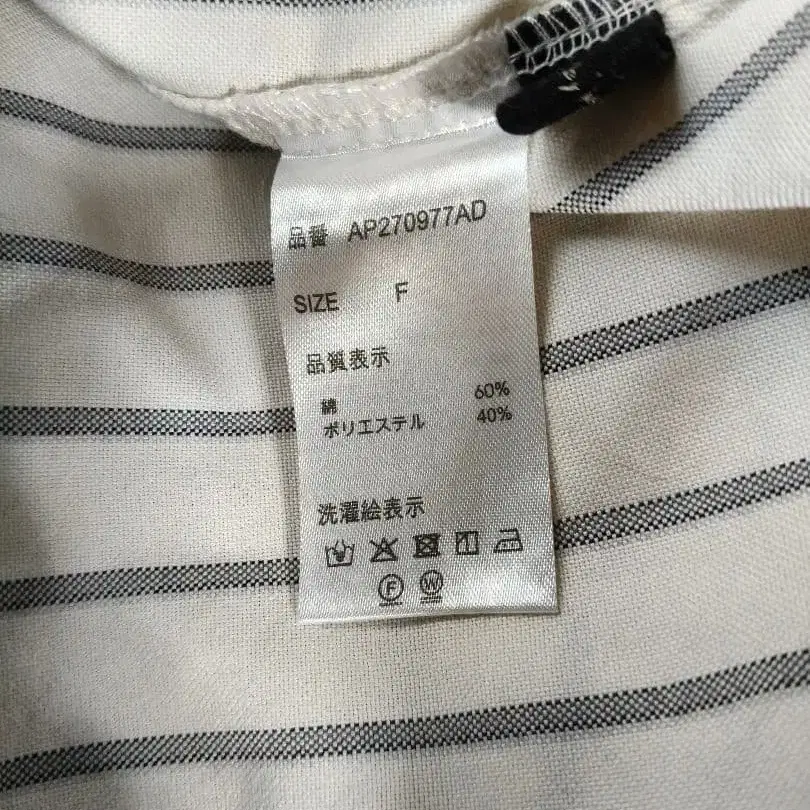 品番 AP270977AD
SIZE F
品質表示
綿 60%
ポリエステル 40%
洗濯絵表示
F W